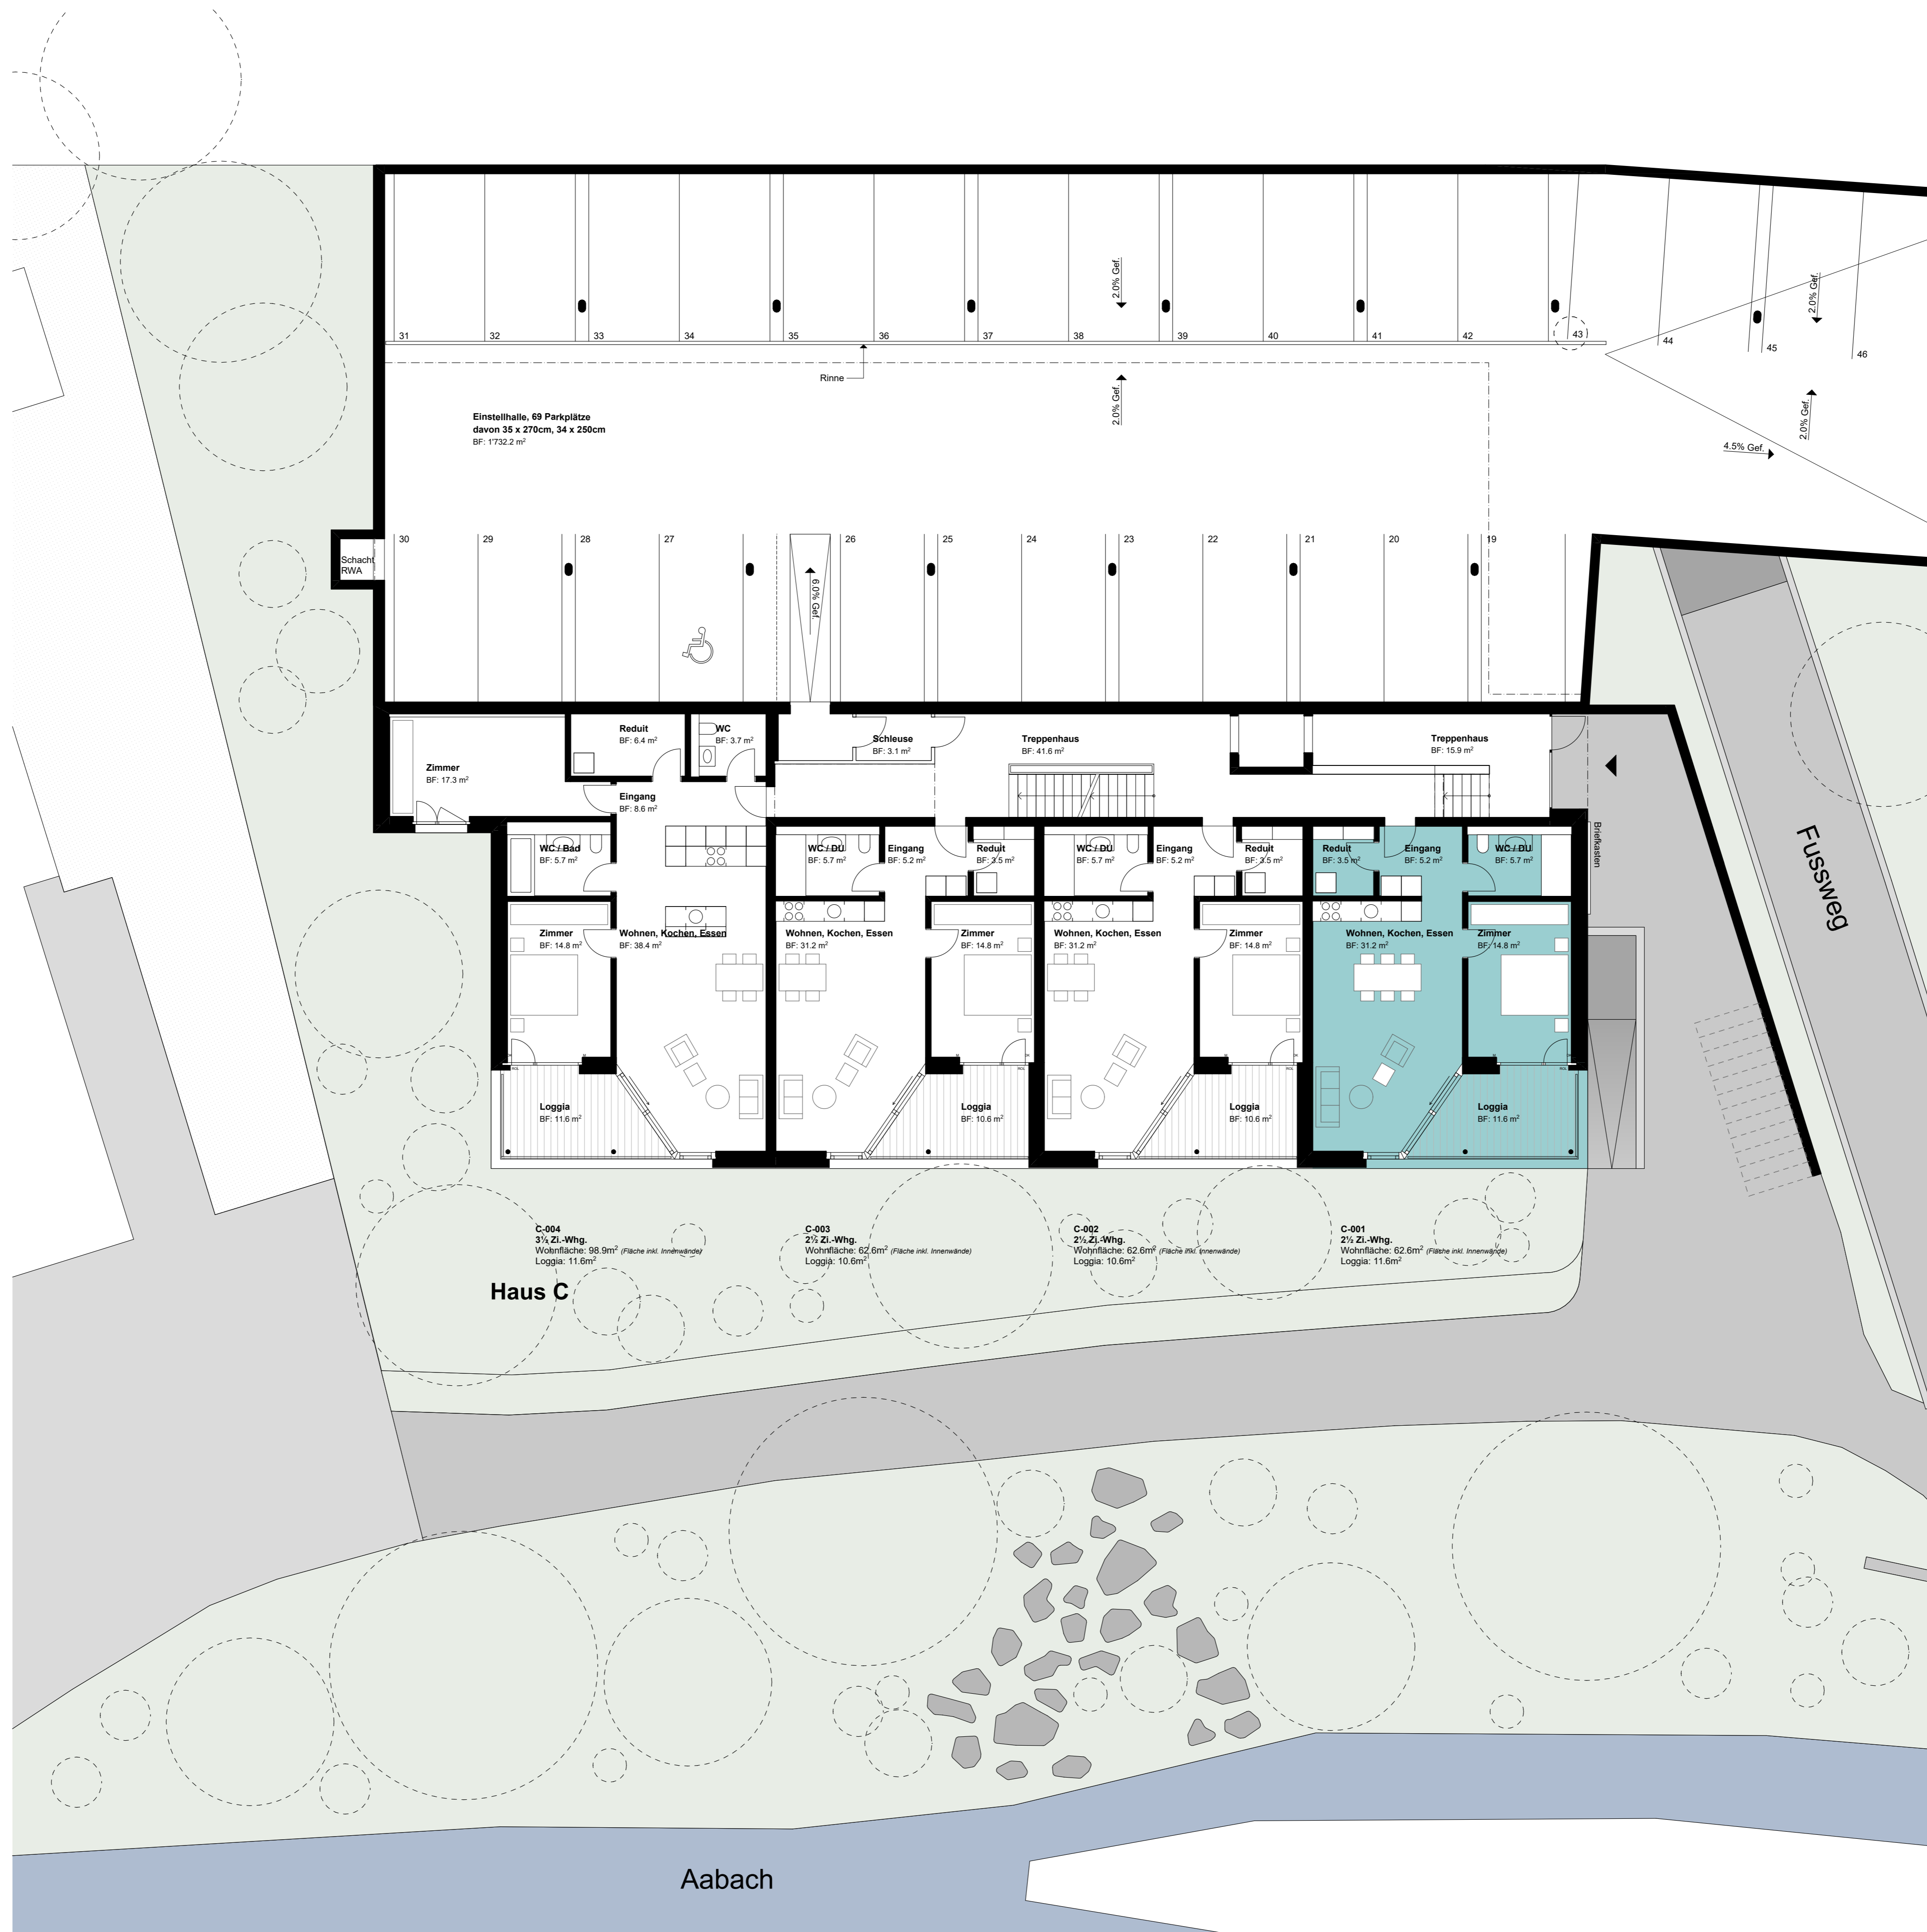 31
32
33
34
35
36
37
38
39
40
41
42
43
44
45
46
2.0% Gef.
2.0% Gef.
Rinne
2.0% Gef.
2.0% Gef.
4.5% Gef.
Einstellhalle, 69 Parkplätze
davon 35 x 270cm, 34 x 250cm
BF: 1'732.2 m²
30
29
28
27
26
25
24
23
22
21
20
19
Schacht
RWA
6.0% Gef.
Reduit
BF: 6.4 m²
WC
BF: 3.7 m²
Schleuse
BF: 3.1 m²
Treppenhaus
BF: 41.6 m²
Treppenhaus
BF: 15.9 m²
Zimmer
BF: 17.3 m²
Eingang
BF: 8.6 m²
WC / Bad
BF: 5.7 m²
WC / DU
BF: 5.7 m²
Eingang
BF: 5.2 m²
Reduit
BF: 3.5 m²
WC / DU
BF: 5.7 m²
Eingang
BF: 5.2 m²
Reduit
BF: 3.5 m²
Reduit
BF: 3.5 m²
Eingang
BF: 5.2 m²
WC / DU
BF: 5.7 m²
Briefkasten
Fussweg
Zimmer
BF: 14.8 m²
Wohnen, Kochen, Essen
BF: 38.4 m²
Wohnen, Kochen, Essen
BF: 31.2 m²
Zimmer
BF: 14.8 m²
Wohnen, Kochen, Essen
BF: 31.2 m²
Zimmer
BF: 14.8 m²
Wohnen, Kochen, Essen
BF: 31.2 m²
Zimmer
BF: 14.8 m²
Loggia
BF: 11.6 m²
Loggia
BF: 10.6 m²
Loggia
BF: 10.6 m²
Loggia
BF: 11.6 m²
C-004
3½ Zi.-Whg.
Wohnfläche: 98.9m² (Fläche inkl. Innenwände)
Loggia: 11.6m²
C-003
2½ Zi.-Whg.
Wohnfläche: 62.6m² (Fläche inkl. Innenwände)
Loggia: 10.6m²
C-002
2½ Zi.-Whg.
Wohnfläche: 62.6m² (Fläche inkl. Innenwände)
Loggia: 10.6m²
C-001
2½ Zi.-Whg.
Wohnfläche: 62.6m² (Fläche inkl. Innenwände)
Loggia: 11.6m²
Haus C
Aabach